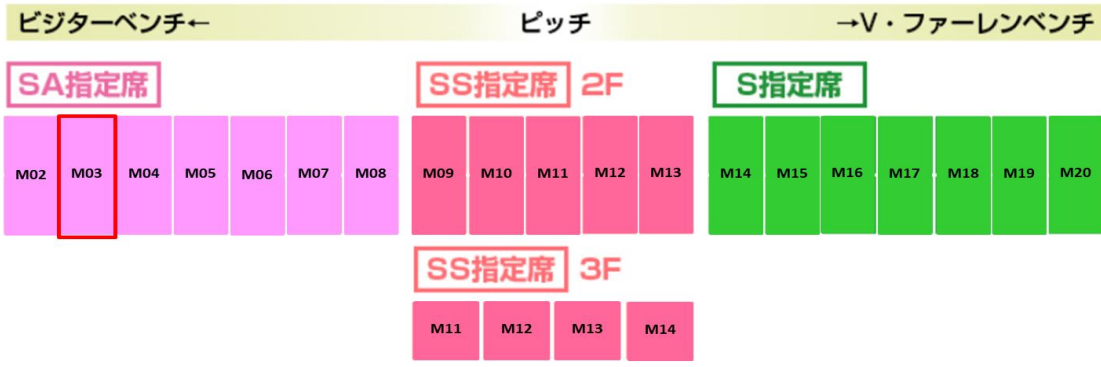 ビジターベンチ← ピッチ →V・ファーレンベンチ
SA指定席 SS指定席 2F S指定席
M02 M03 M04 M05 M06 M07 M08 M09 M10 M11 M12 M13 M14 M15 M16 M17 M18 M19 M20
SS指定席 3F
M11 M12 M13 M14